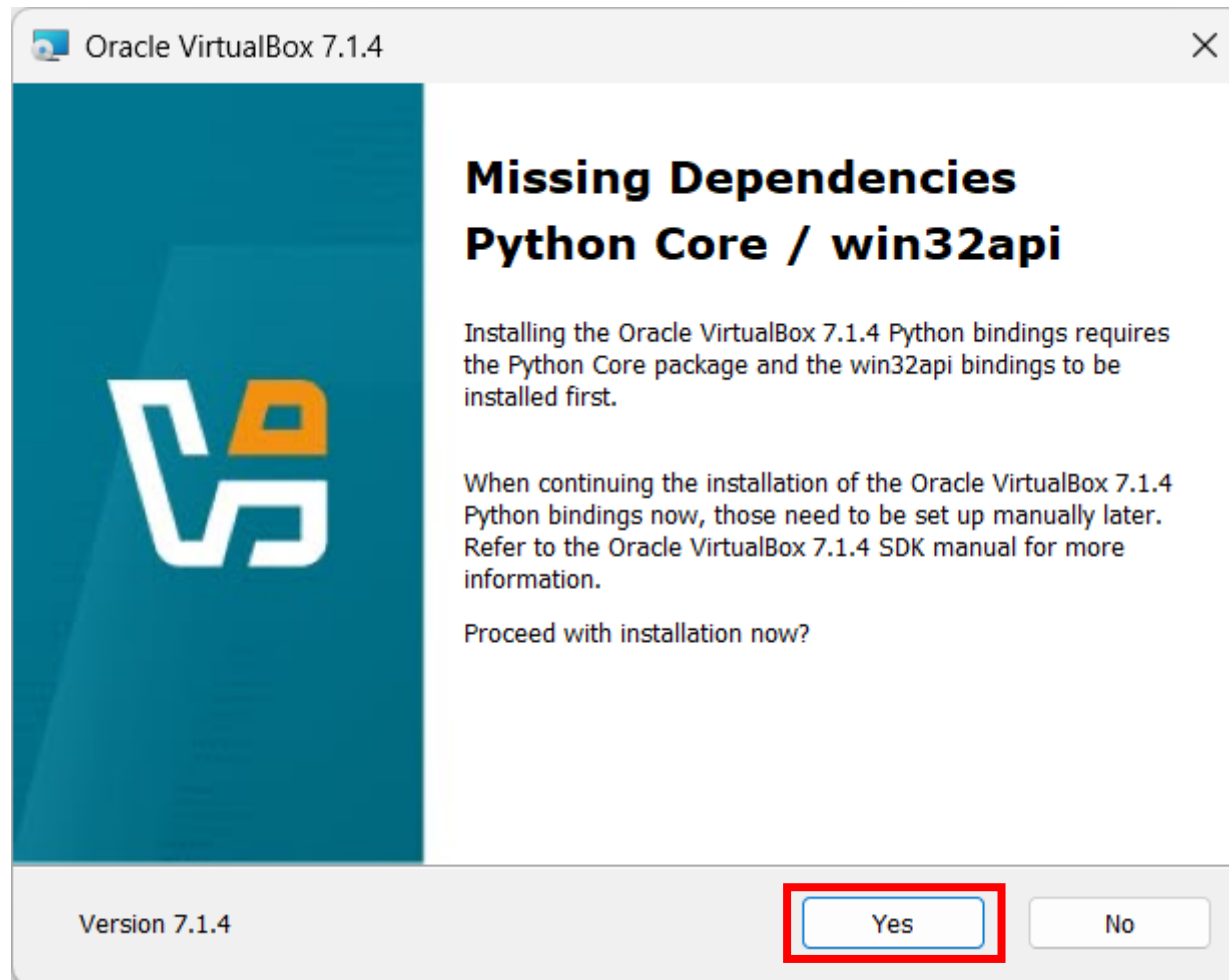 Oracle VirtualBox 7.1.4
Missing Dependencies
Python Core / win32api
Installing the Oracle VirtualBox 7.1.4 Python bindings requires
the Python Core package and the win32api bindings to be
installed first.
When continuing the installation of the Oracle VirtualBox 7.1.4
Python bindings now, those need to be set up manually later.
Refer to the Oracle VirtualBox 7.1.4 SDK manual for more
information.
Proceed with installation now?
Version 7.1.4
Yes
No